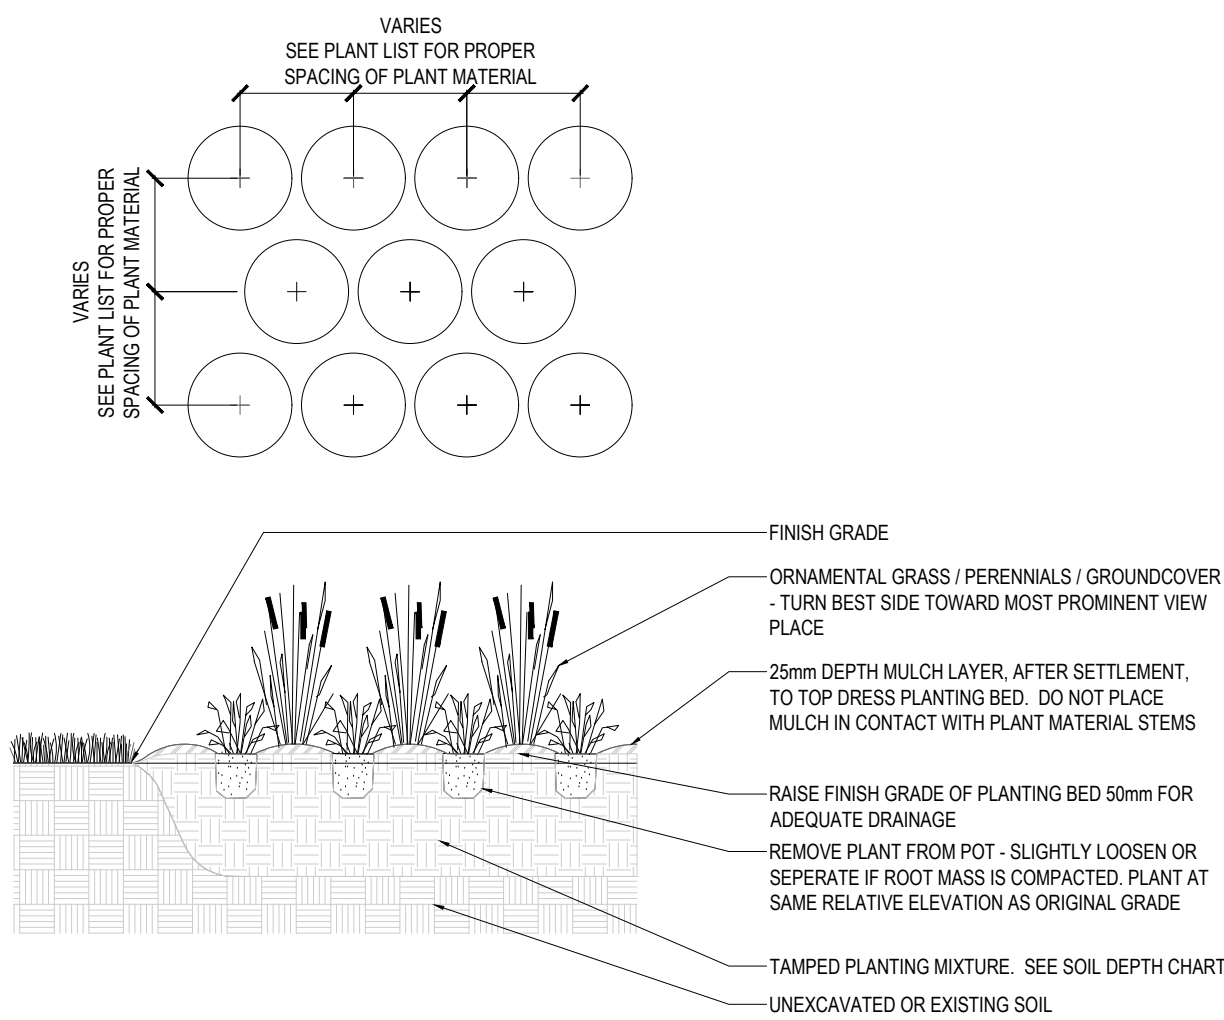 VARIES
SEE PLANT LIST FOR PROPER
SPACING OF PLANT MATERIAL
VARIES
SEE PLANT LIST FOR PROPER
SPACING OF PLANT MATERIAL
FINISH GRADE
ORNAMENTAL GRASS / PERENNIALS / GROUNDCOVER
- TURN BEST SIDE TOWARD MOST PROMINENT VIEW
PLACE
25mm DEPTH MULCH LAYER, AFTER SETTLEMENT,
TO TOP DRESS PLANTING BED. DO NOT PLACE
MULCH IN CONTACT WITH PLANT MATERIAL STEMS
RAISE FINISH GRADE OF PLANTING BED 50mm FOR
ADEQUATE DRAINAGE
REMOVE PLANT FROM POT - SLIGHTLY LOOSEN OR
SEPERATE IF ROOT MASS IS COMPACTED. PLANT AT
SAME RELATIVE ELEVATION AS ORIGINAL GRADE
TAMPED PLANTING MIXTURE. SEE SOIL DEPTH CHART
UNEXCAVATED OR EXISTING SOIL